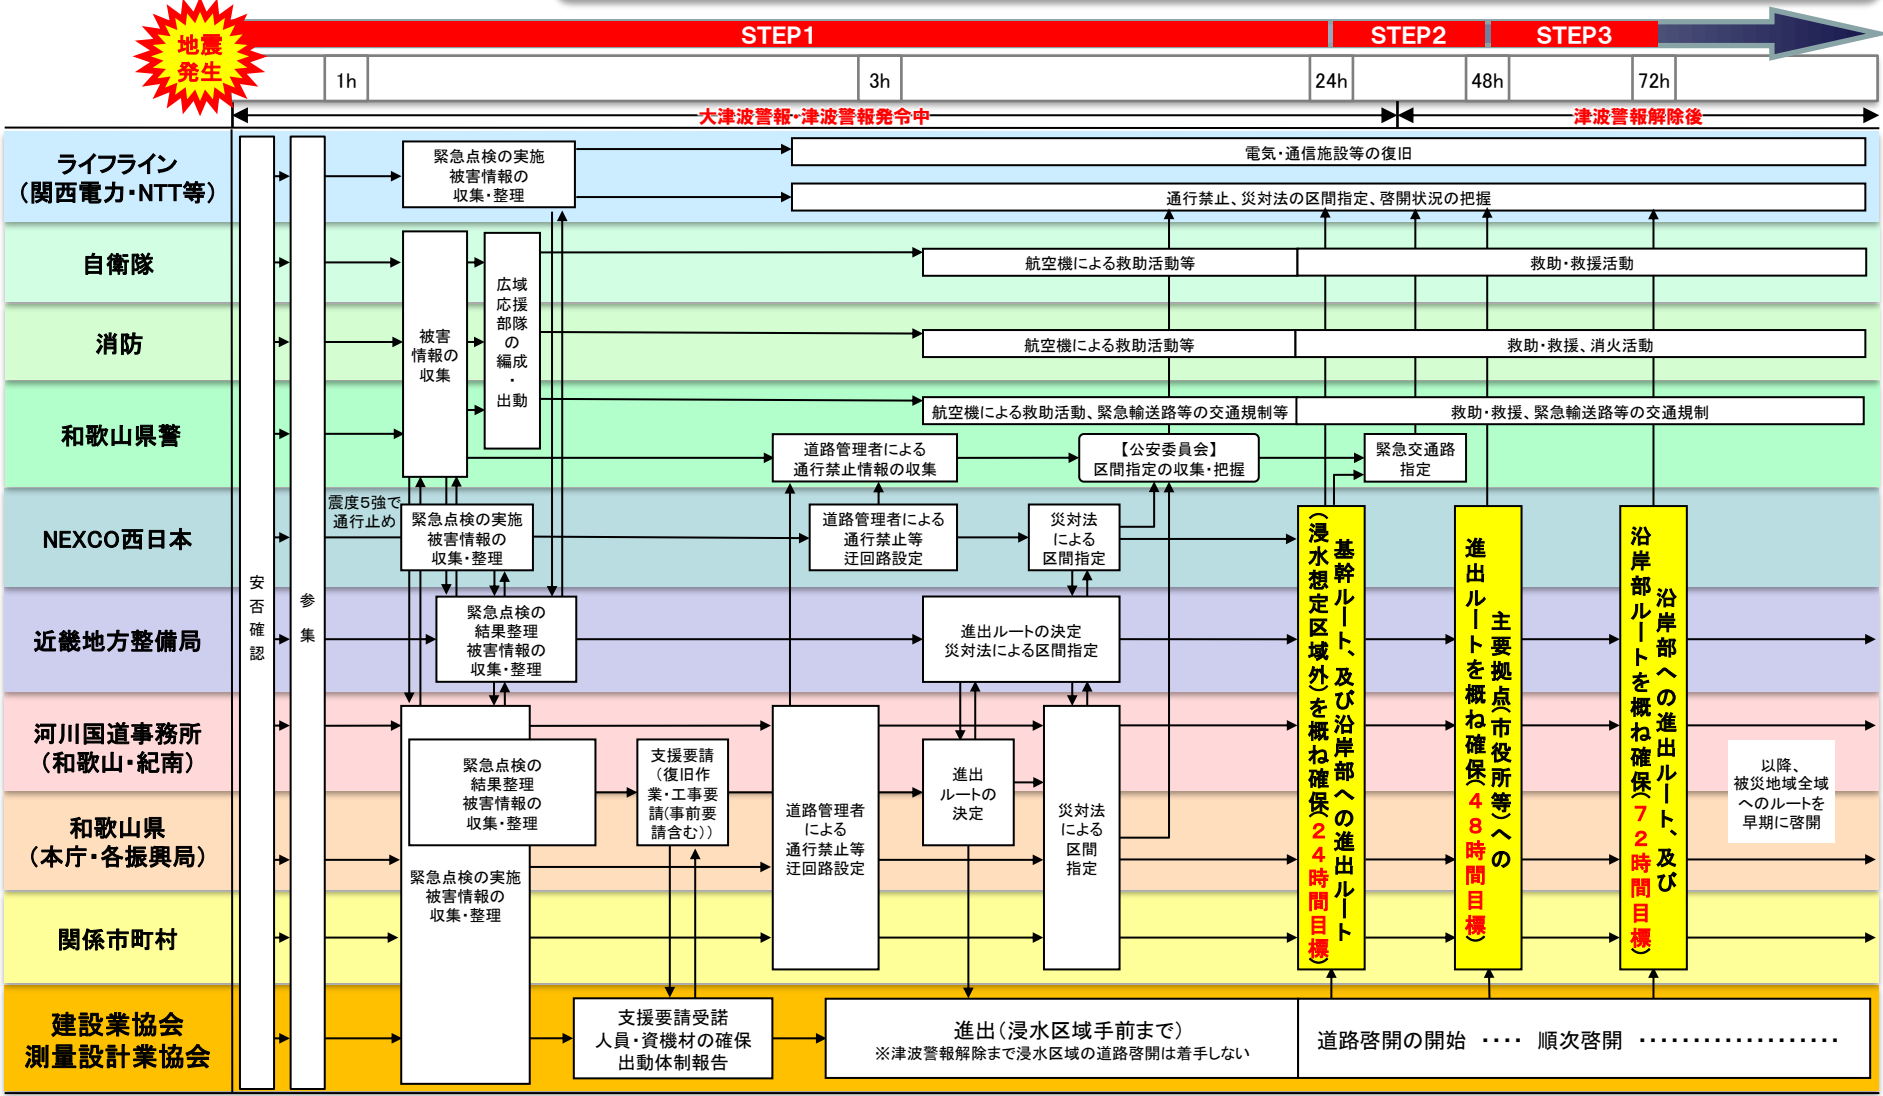 地震
発生
STEP1
STEP2
STEP3
1h
3h
24h
48h
72h
大津波警報・津波警報発令中
津波警報解除後
ライフライン
（関西電力・NTT等）
緊急点検の実施
被害情報の
収集・整理
電気・通信施設等の復旧
通行禁止、災対法の区間指定、啓開状況の把握
自衛隊
消防
和歌山県警
被害
情報の
収集
広域
応援
部隊
の
編成
・
出動
航空機による救助活動等
救助・救援活動
航空機による救助活動等
救助・救援、消火活動
航空機による救助活動、緊急輸送路等の交通規制等
救助・救援、緊急輸送路等の交通規制
道路管理者による
通行禁止情報の収集
【公安委員会】
区間指定の収集・把握
緊急交通路
指定
NEXCO西日本
震度５強で
通行止め
緊急点検の実施
被害情報の
収集・整理
道路管理者による
通行禁止等
迂回路設定
災対法
による
区間指定
安否確認
参集
近畿地方整備局
緊急点検の
結果整理
被害情報の
収集・整理
進出ルートの決定
災対法による区間指定
河川国道事務所
（和歌山・紀南）
和歌山県
（本庁・各振興局）
関係市町村
緊急点検の
結果整理
被害情報の
収集・整理
緊急点検の実施
被害情報の
収集・整理
支援要請
（復旧作
業・工事要
請（事前要
請含む））
道路管理者
による
通行禁止等
迂回路設定
進出
ルートの
決定
災対法
による
区間
指定
基幹ルート、及び沿岸部への進出ルート
（浸水想定区域外）を概ね確保（２４時間目標）
主要拠点（市役所等）への
進出ルートを概ね確保（４８時間目標）
沿岸部への進出ルート、及び
沿岸部ルートを概ね確保（７２時間目標）
以降、
被災地域全域
へのルートを
早期に啓開
建設業協会
測量設計業協会
支援要請受諾
人員・資機材の確保
出動体制報告
進出（浸水区域手前まで）
※津波警報解除まで浸水区域の道路啓開は着手しない
道路啓開の開始 ････ 順次啓開 ･･･････････････････